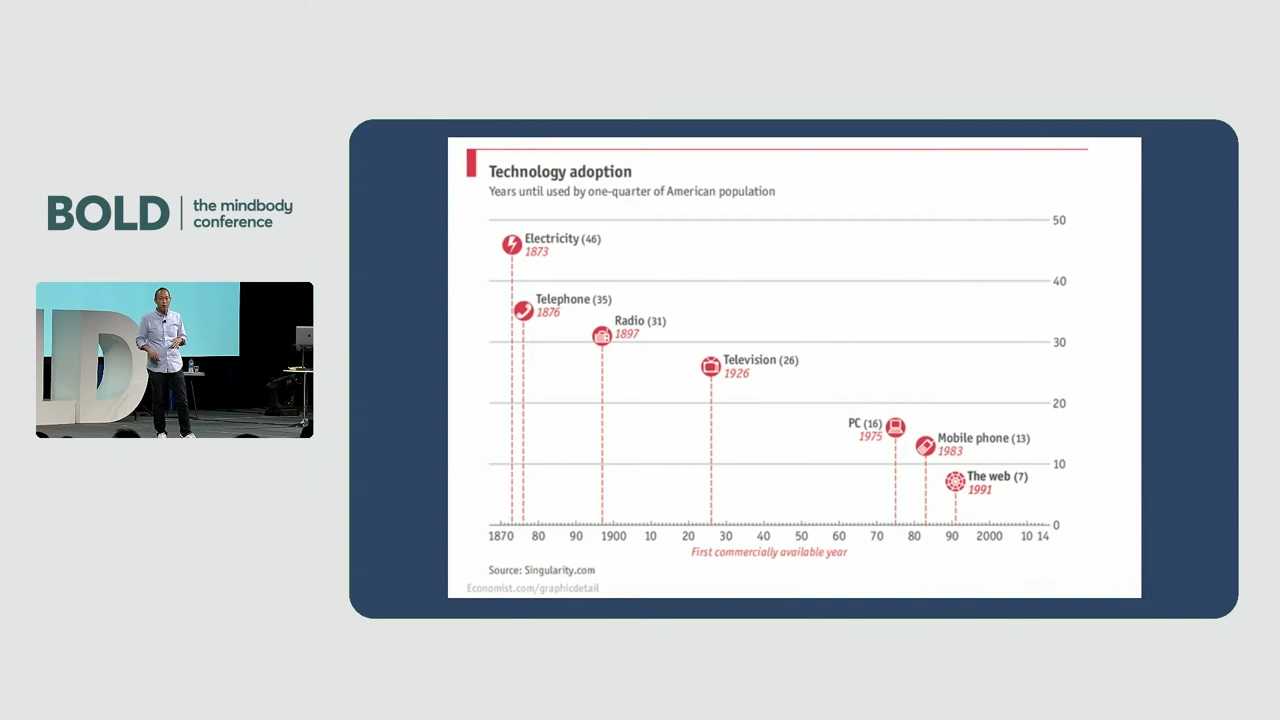 BOLD
the mindbody
conference
LD
Technology adoption
Years until used by one-quarter of American population
50
Electricity (46)
1873
40
Telephone (35)
1876
Radio (31)
1897
30
Television (26)
1926
20
PC (16)
1975
Mobile phone (13)
1983
10
The web (7)
1991
0
1870 80 90 1900 10 20 30 40 50 60 70 80 90 2000 10 14
First commercially available year
Source: Singularity.com
Economist.com/graphicdetail